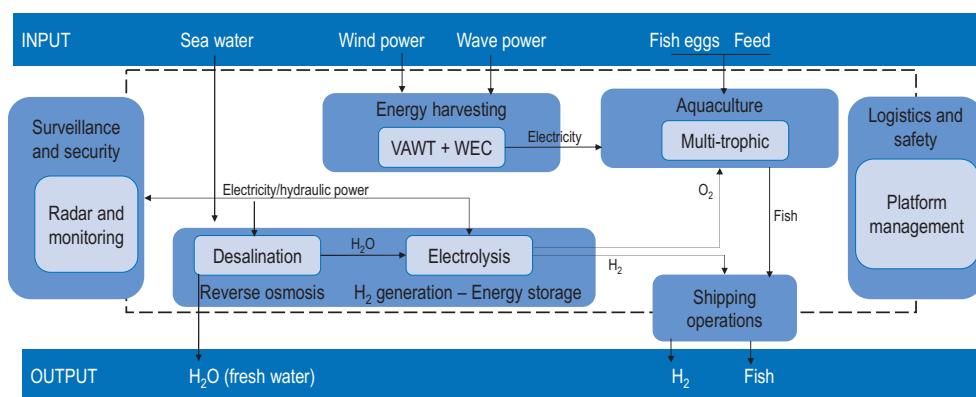 INPUT
Sea water
Wind power
Wave power
Fish eggs Feed
Surveillance
and security
Radar and
monitoring
Energy harvesting
VAWT + WEC
Electricity
Aquaculture
Multi-trophic
Logistics and
safety
Platform
management
Electricity/hydraulic power
O₂
Fish
Desalination
H₂O
Electrolysis
H₂
Reverse osmosis
H₂ generation – Energy storage
Shipping
operations
OUTPUT
H₂O (fresh water)
H₂
Fish